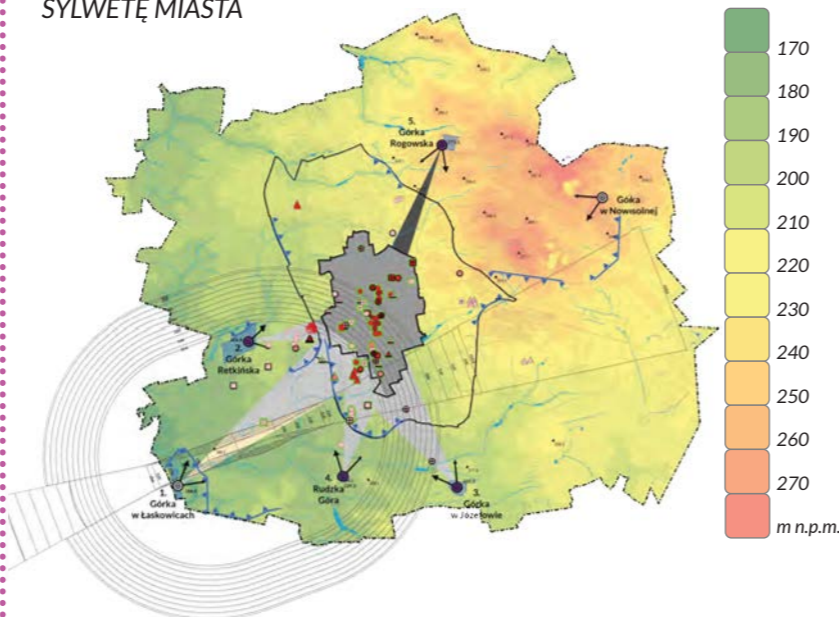 SYLWETĘ MIASTA
170
180
190
200
210
220
230
240
250
260
270
m n.p.m.
5.
Górka
Rogowska
Górka
w Nowosolnej
2.
Górka
Retkińska
1.
Górka
w Łaskowicach
4.
Rudzka
Góra
3.
Górka
w Józefowie